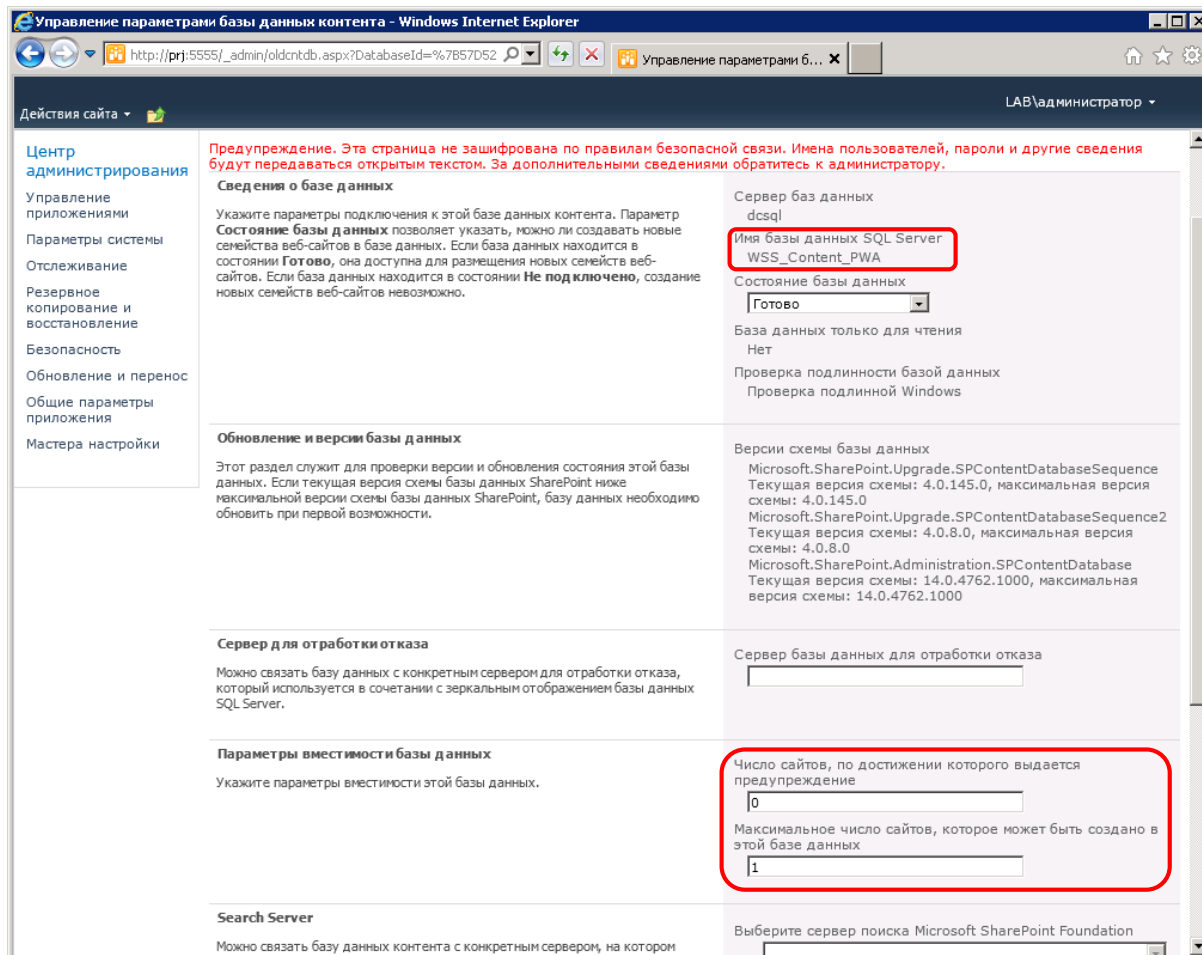 Управление параметрами базы данных контента - Windows Internet Explorer
http://prj:5555/_admin/oldcntdb.aspx?DatabaseId=%7B57D52
Управление параметрами б...
Действия сайта
LAB\администратор
Центр
администрирования
Управление
приложениями
Параметры системы
Отслеживание
Резервное
копирование и
восстановление
Безопасность
Обновление и перенос
Общие параметры
приложения
Мастера настройки
Предупреждение. Эта страница не зашифрована по правилам безопасной связи. Имена пользователей, пароли и другие сведения
будут передаваться открытым текстом. За дополнительными сведениями обратитесь к администратору.
Сведения о базе данных
Укажите параметры подключения к этой базе данных контента. Параметр
Состояние базы данных позволяет указать, можно ли создавать новые
семейства веб-сайтов в базе данных. Если база данных находится в
состоянии Готово, она доступна для размещения новых семейств веб-
сайтов. Если база данных находится в состоянии Не подключено, создание
новых семейств веб-сайтов невозможно.
Сервер баз данных
dcsql
Имя базы данных SQL Server
WSS_Content_PWA
Состояние базы данных
Готово
База данных только для чтения
Нет
Проверка подлинности базой данных
Проверка подлинной Windows
Обновление и версии базы данных
Этот раздел служит для проверки версии и обновления состояния этой базы
данных. Если текущая версия схемы базы данных SharePoint ниже
максимальной версии схемы базы данных SharePoint, базу данных необходимо
обновить при первой возможности.
Версии схемы базы данных
Microsoft.SharePoint.Upgrade.SPContentDatabaseSequence
Текущая версия схемы: 4.0.145.0, максимальная версия
схемы: 4.0.145.0
Microsoft.SharePoint.Upgrade.SPContentDatabaseSequence2
Текущая версия схемы: 4.0.8.0, максимальная версия
схемы: 4.0.8.0
Microsoft.SharePoint.Administration.SPContentDatabase
Текущая версия схемы: 14.0.4762.1000, максимальная
версия схемы: 14.0.4762.1000
Сервер для отработки отказа
Можно связать базу данных с конкретным сервером для отработки отказа,
который используется в сочетании с зеркальным отображением базы данных
SQL Server.
Сервер базы данных для отработки отказа
Параметры вместимости базы данных
Укажите параметры вместимости этой базы данных.
Число сайтов, по достижении которого выдается
предупреждение
0
Максимальное число сайтов, которое может быть создано в
этой базе данных
1
Search Server
Можно связать базу данных контента с конкретным сервером, на котором
Выберите сервер поиска Microsoft SharePoint Foundation